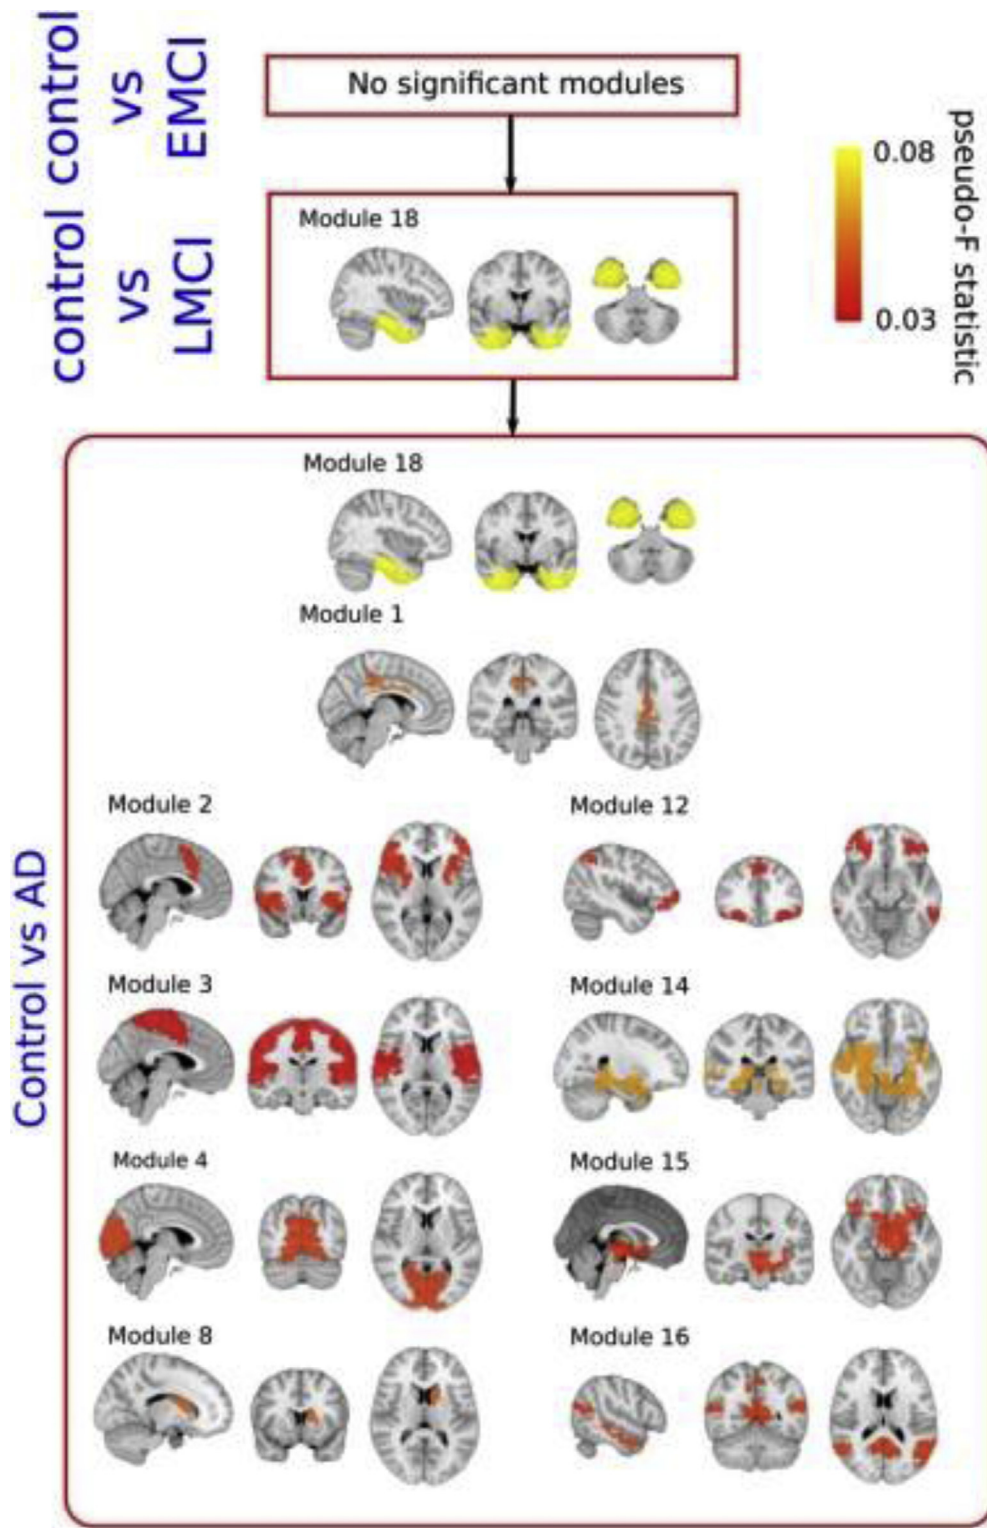 control
vs
EMCI
No significant modules
0.08
0.03
pseudo-F statistic
control
vs
LMCI
Module 18
Control vs AD
Module 18
Module 1
Module 2
Module 12
Module 3
Module 14
Module 4
Module 15
Module 8
Module 16